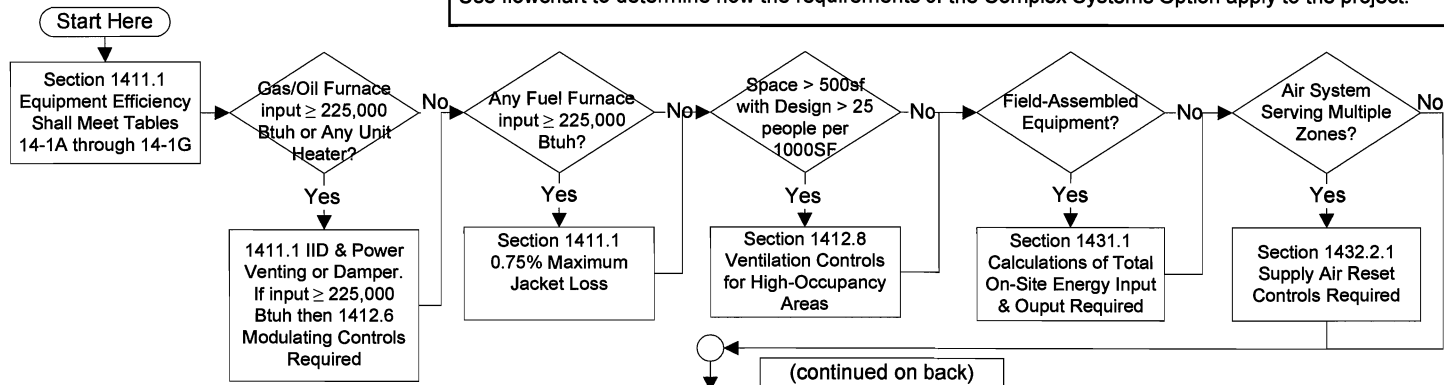 Use flowchart to determine how the requirements of the Complex Systems Option apply to the project.
Start Here
Section 1411.1
Equipment Efficiency
Shall Meet Tables
14-1A through 14-1G
Gas/Oil Furnace
input ≥ 225,000
Btuh or Any Unit
Heater?
No
Yes
1411.1 IID & Power
Venting or Damper.
If input ≥ 225,000
Btuh then 1412.6
Modulating Controls
Required
Any Fuel Furnace
input ≥ 225,000
Btuh?
No
Yes
Section 1411.1
0.75% Maximum
Jacket Loss
Space > 500sf
with Design > 25
people per
1000SF
No
Yes
Section 1412.8
Ventilation Controls
for High-Occupancy
Areas
Field-Assembled
Equipment?
No
Yes
Section 1431.1
Calculations of Total
On-Site Energy Input
& Ouput Required
Air System
Serving Multiple
Zones?
No
Yes
Section 1432.2.1
Supply Air Reset
Controls Required
(continued on back)